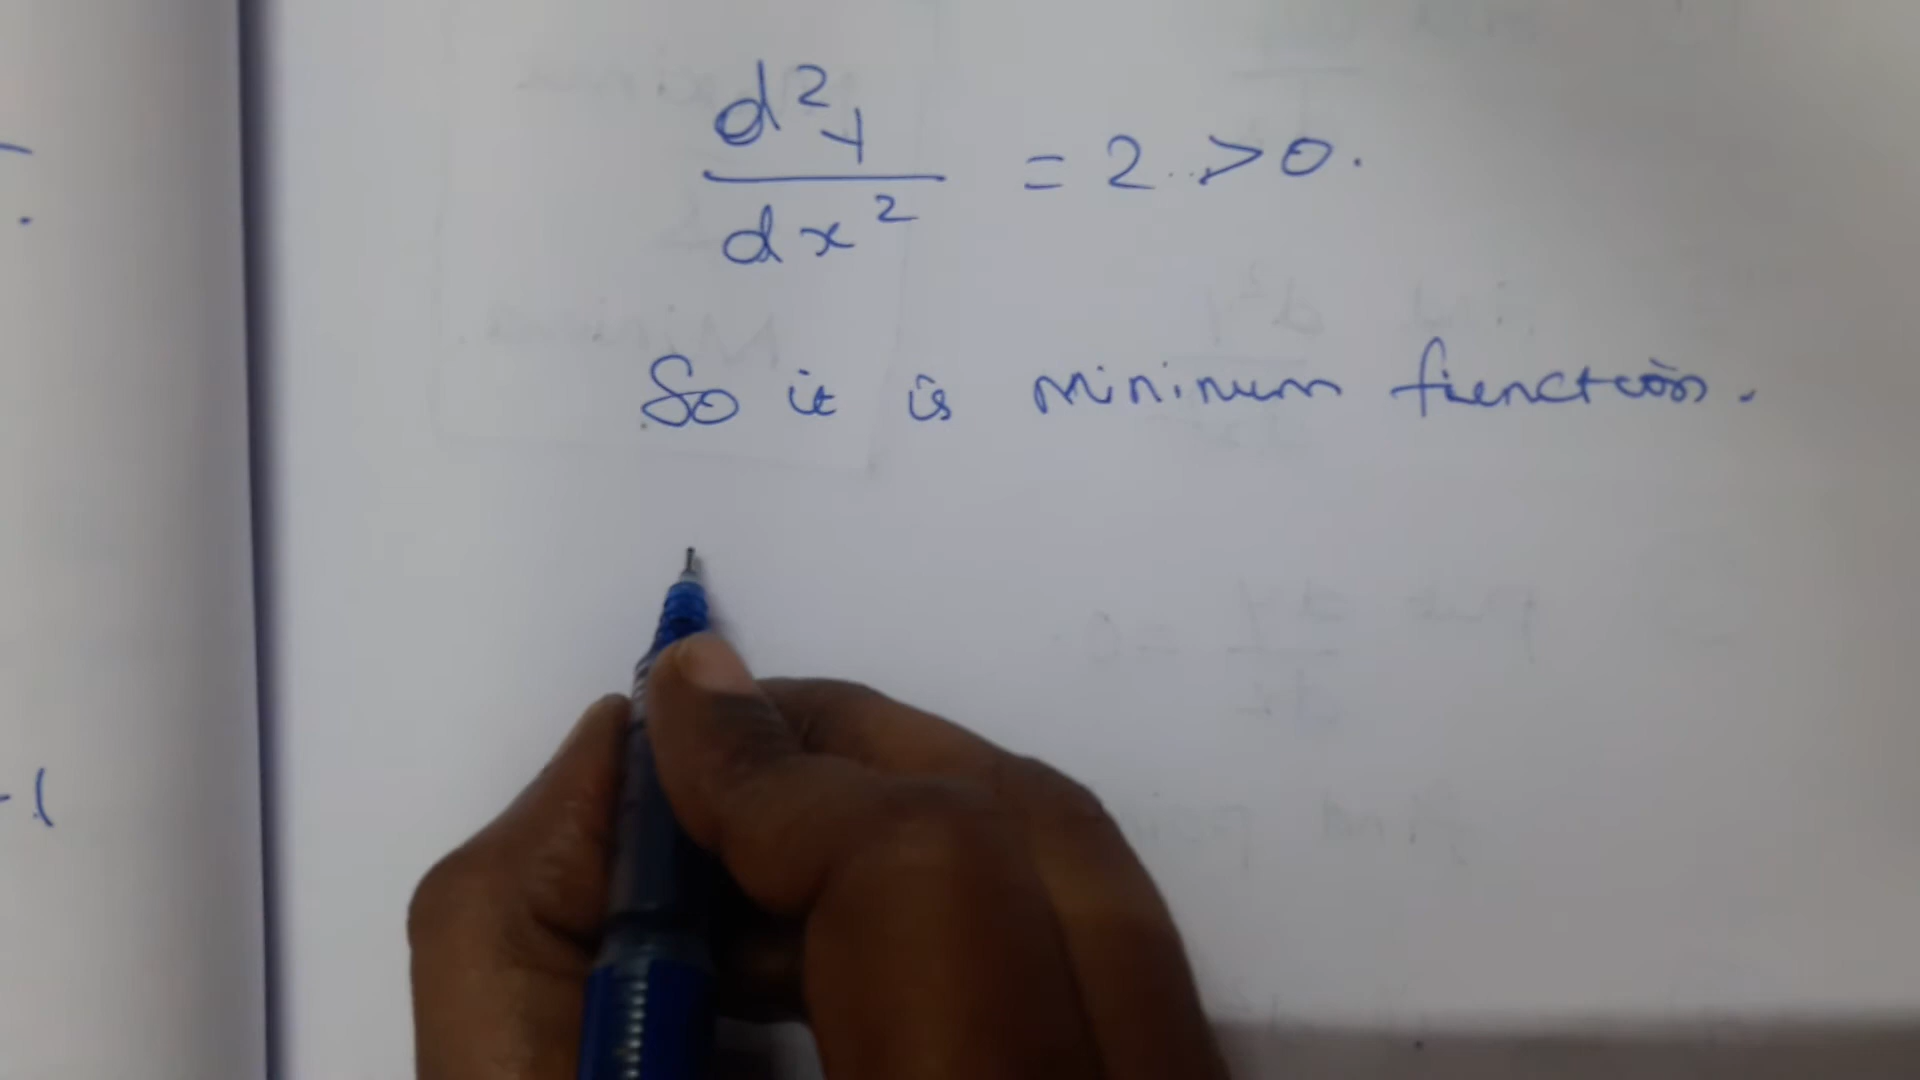 d²y/dx² = 2 > 0.
So it is minimum function.